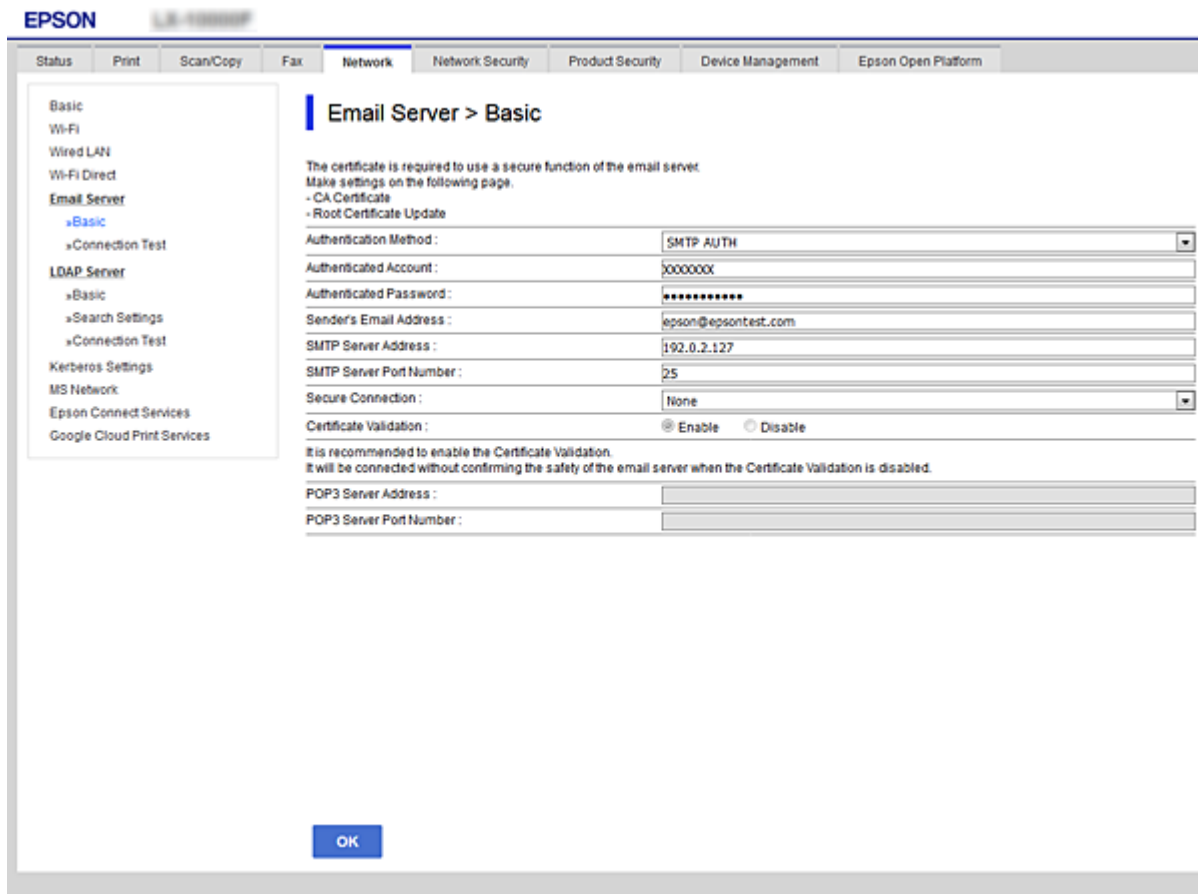 EPSON
Status Print Scan/Copy Fax Network Network Security Product Security Device Management Epson Open Platform
Basic
Wi-Fi
Wired LAN
Wi-Fi Direct
Email Server
»Basic
»Connection Test
LDAP Server
»Basic
»Search Settings
»Connection Test
Kerberos Settings
MS Network
Epson Connect Services
Google Cloud Print Services
Email Server > Basic
The certificate is required to use a secure function of the email server.
Make settings on the following page.
- CA Certificate
- Root Certificate Update
Authentication Method : SMTP AUTH
Authenticated Account : XXXXXXX
Authenticated Password : •••••••••••
Sender's Email Address : epson@epsontest.com
SMTP Server Address : 192.0.2.127
SMTP Server Port Number : 25
Secure Connection : None
Certificate Validation : Enable Disable
It is recommended to enable the Certificate Validation.
It will be connected without confirming the safety of the email server when the Certificate Validation is disabled.
POP3 Server Address :
POP3 Server Port Number :
OK